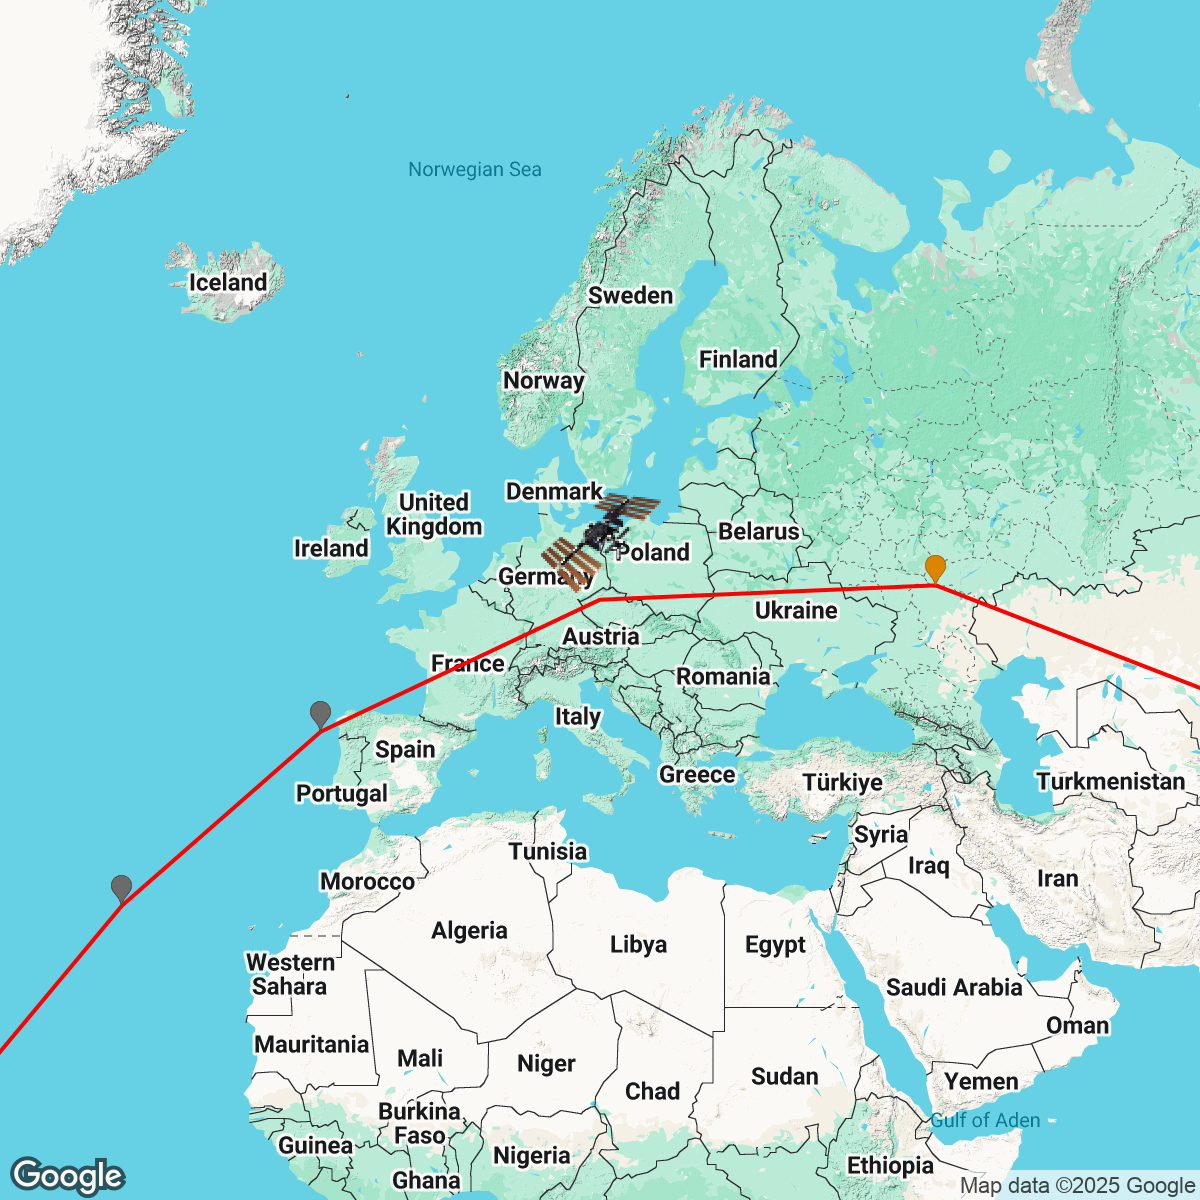 Norwegian Sea
Iceland
Sweden
Finland
Norway
Denmark
United
Kingdom
Ireland
Belarus
Poland
Germany
Ukraine
Austria
France
Romania
Italy
Spain
Greece
Türkiye
Turkmenistan
Portugal
Syria
Tunisia
Iraq
Iran
Morocco
Algeria
Libya
Egypt
Western
Sahara
Saudi Arabia
Oman
Mauritania
Mali
Niger
Chad
Sudan
Yemen
Burkina
Faso
Gulf of Aden
Guinea
Nigeria
Ethiopia
Ghana
Google
Map data ©2025 Google